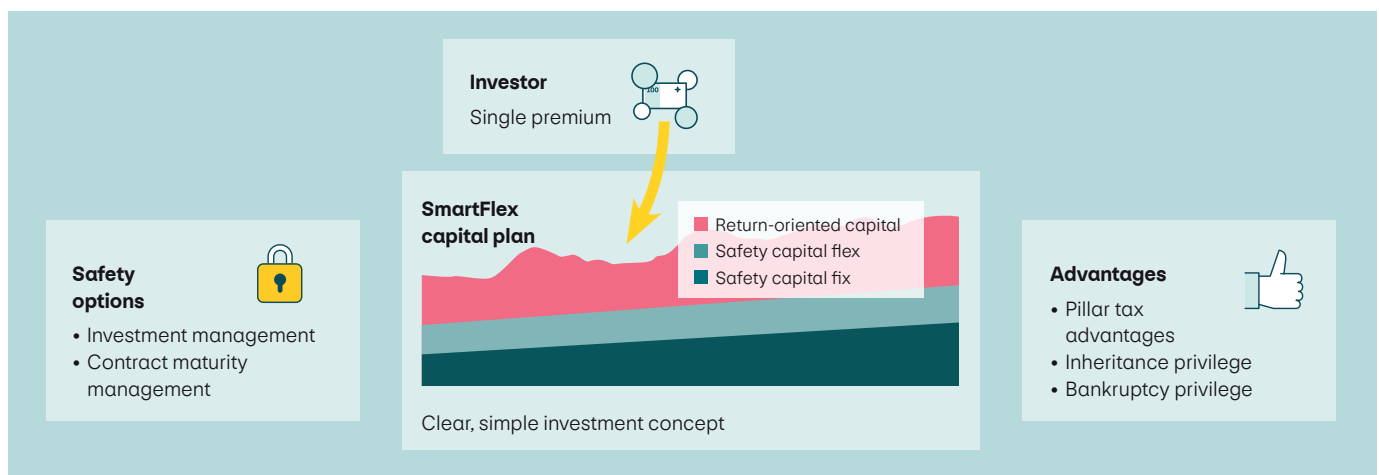 Investor
Single premium
100 +
SmartFlex
capital plan
Return-oriented capital
Safety capital flex
Safety capital fix
Clear, simple investment concept
Safety
options
• Investment management
• Contract maturity
management
Advantages
• Pillar tax
advantages
• Inheritance privilege
• Bankruptcy privilege